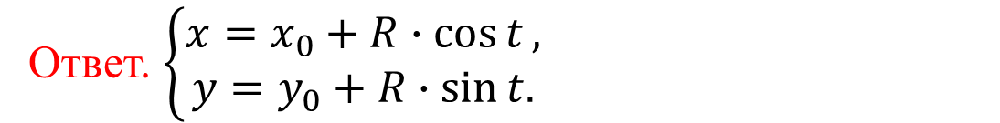 Ответ. { x = x₀ + R · cos t ,
y = y₀ + R · sin t.